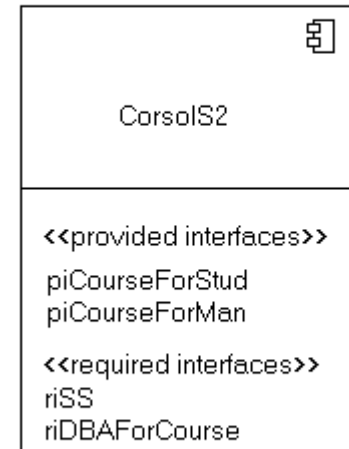 CorsoIS2
<<provided interfaces>>
piCourseForStud
piCourseForMan
<<required interfaces>>
riSS
riDBAForCourse